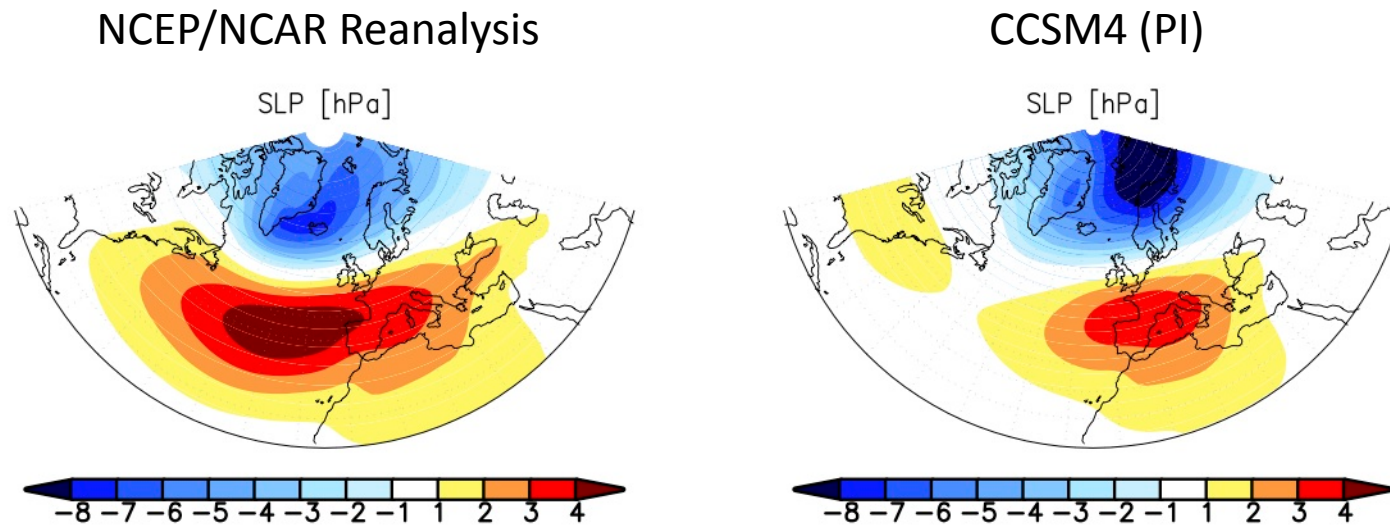 NCEP/NCAR Reanalysis
CCSM4 (PI)
SLP [hPa]
SLP [hPa]
−8 −7 −6 −5 −4 −3 −2 −1 1 2 3 4
−8 −7 −6 −5 −4 −3 −2 −1 1 2 3 4